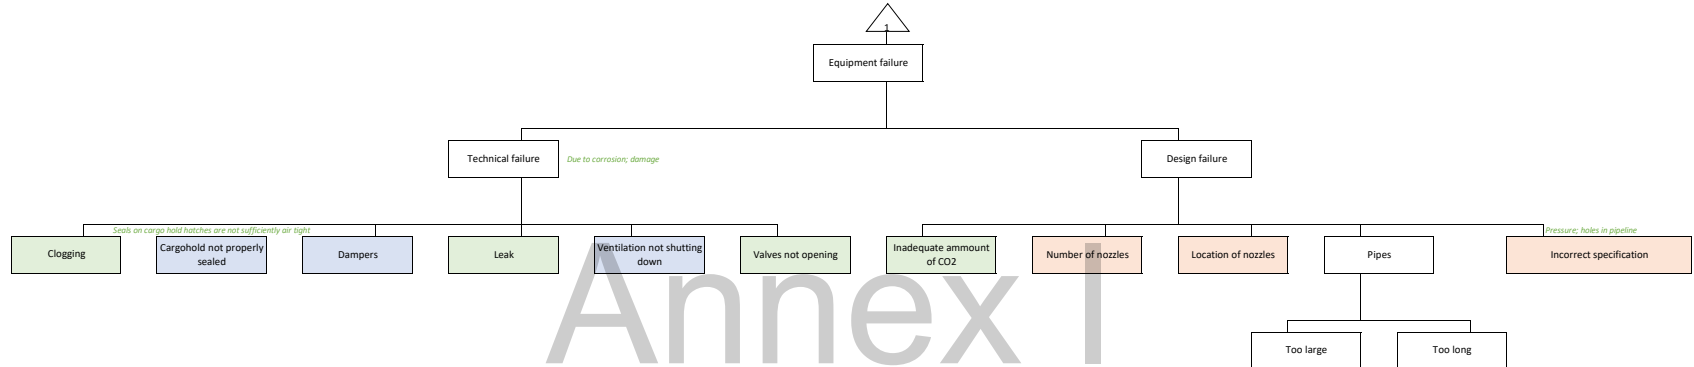 1
Equipment failure
Technical failure
Due to corrosion; damage
Design failure
Seals on cargo hold hatches are not sufficiently air tight
Pressure; holes in pipeline
Clogging
Cargohold not properly
sealed
Dampers
Leak
Ventilation not shutting
down
Valves not opening
Inadequate ammount
of CO2
Number of nozzles
Location of nozzles
Pipes
Incorrect specification
Annex I
Too large
Too long